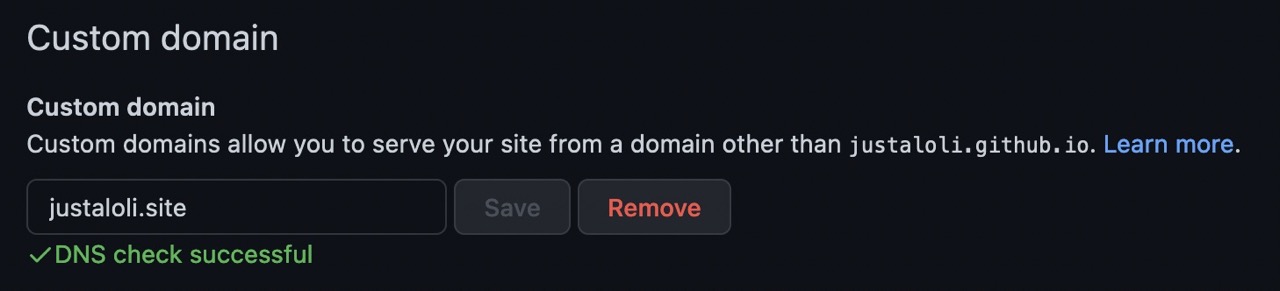 Custom domain
Custom domain
Custom domains allow you to serve your site from a domain other than justaloli.github.io. Learn more.
justaloli.site Save Remove
✓DNS check successful